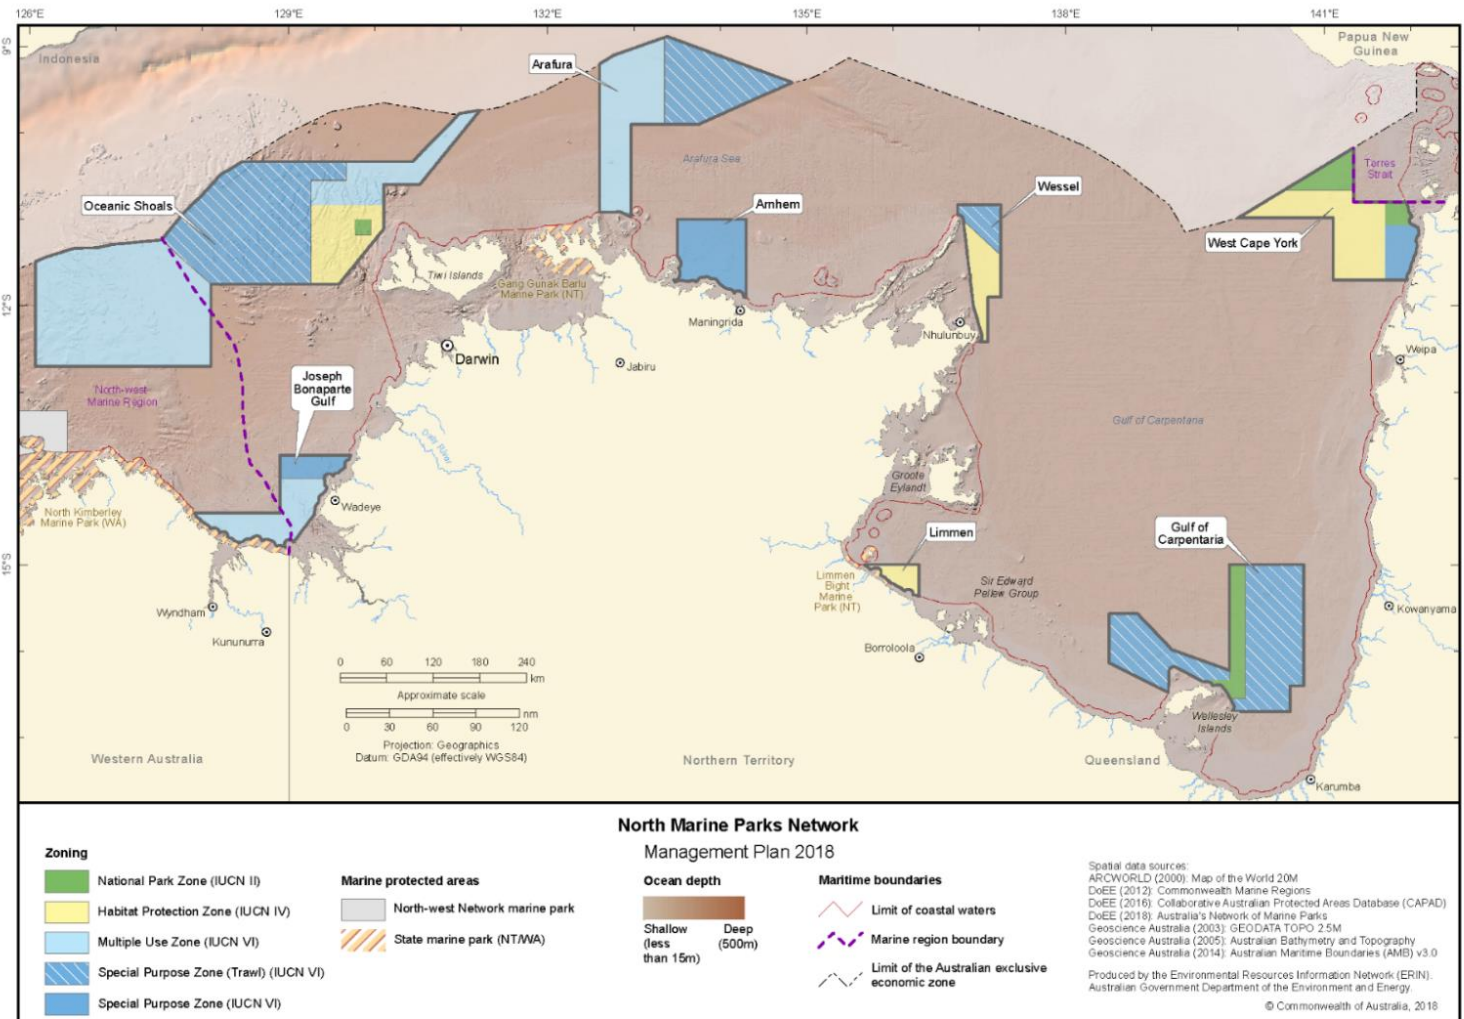 126°E
129°E
132°E
135°E
138°E
141°E
9°S
12°S
15°S
Indonesia
Papua New
Guinea
Arafura
Arafura Sea
Torres
Strait
Oceanic Shoals
Arnhem
Wessel
West Cape York
Tiwi Islands
Garig Gunak Barlu
Marine Park (NT)
Maningrida
Nhulunbuy
Darwin
Jabiru
Weipa
North-west
Marine Region
Joseph
Bonaparte
Gulf
Daly River
Gulf of Carpentaria
Groote
Eylandt
Wadeye
North Kimberley
Marine Park (WA)
Limmen
Gulf of
Carpentaria
Limmen
Bight
Marine
Park (NT)
Sir Edward
Pellew Group
Wyndham
Kununurra
Kowanyama
Borroloola
0 60 120 180 240
km
Approximate scale
nm
0 30 60 90 120
Projection: Geographics
Datum: GDA94 (effectively WGS84)
Wellesley
Islands
Western Australia
Northern Territory
Queensland
Karumba
North Marine Parks Network
Management Plan 2018
Zoning
National Park Zone (IUCN II)
Habitat Protection Zone (IUCN IV)
Multiple Use Zone (IUCN VI)
Special Purpose Zone (Trawl) (IUCN VI)
Special Purpose Zone (IUCN VI)
Marine protected areas
North-west Network marine park
State marine park (NT/WA)
Ocean depth
Shallow
(less
than 15m)
Deep
(500m)
Maritime boundaries
Limit of coastal waters
Marine region boundary
Limit of the Australian exclusive
economic zone
Spatial data sources:
ARCWORLD (2000): Map of the World 20M
DoEE (2012): Commonwealth Marine Regions
DoEE (2016): Collaborative Australian Protected Areas Database (CAPAD)
DoEE (2018): Australia's Network of Marine Parks
Geoscience Australia (2003): GEODATA TOPO 2.5M
Geoscience Australia (2005): Australian Bathymetry and Topography
Geoscience Australia (2014): Australian Maritime Boundaries (AMB) v3.0
Produced by the Environmental Resources Information Network (ERIN).
Australian Government Department of the Environment and Energy.
© Commonwealth of Australia, 2018